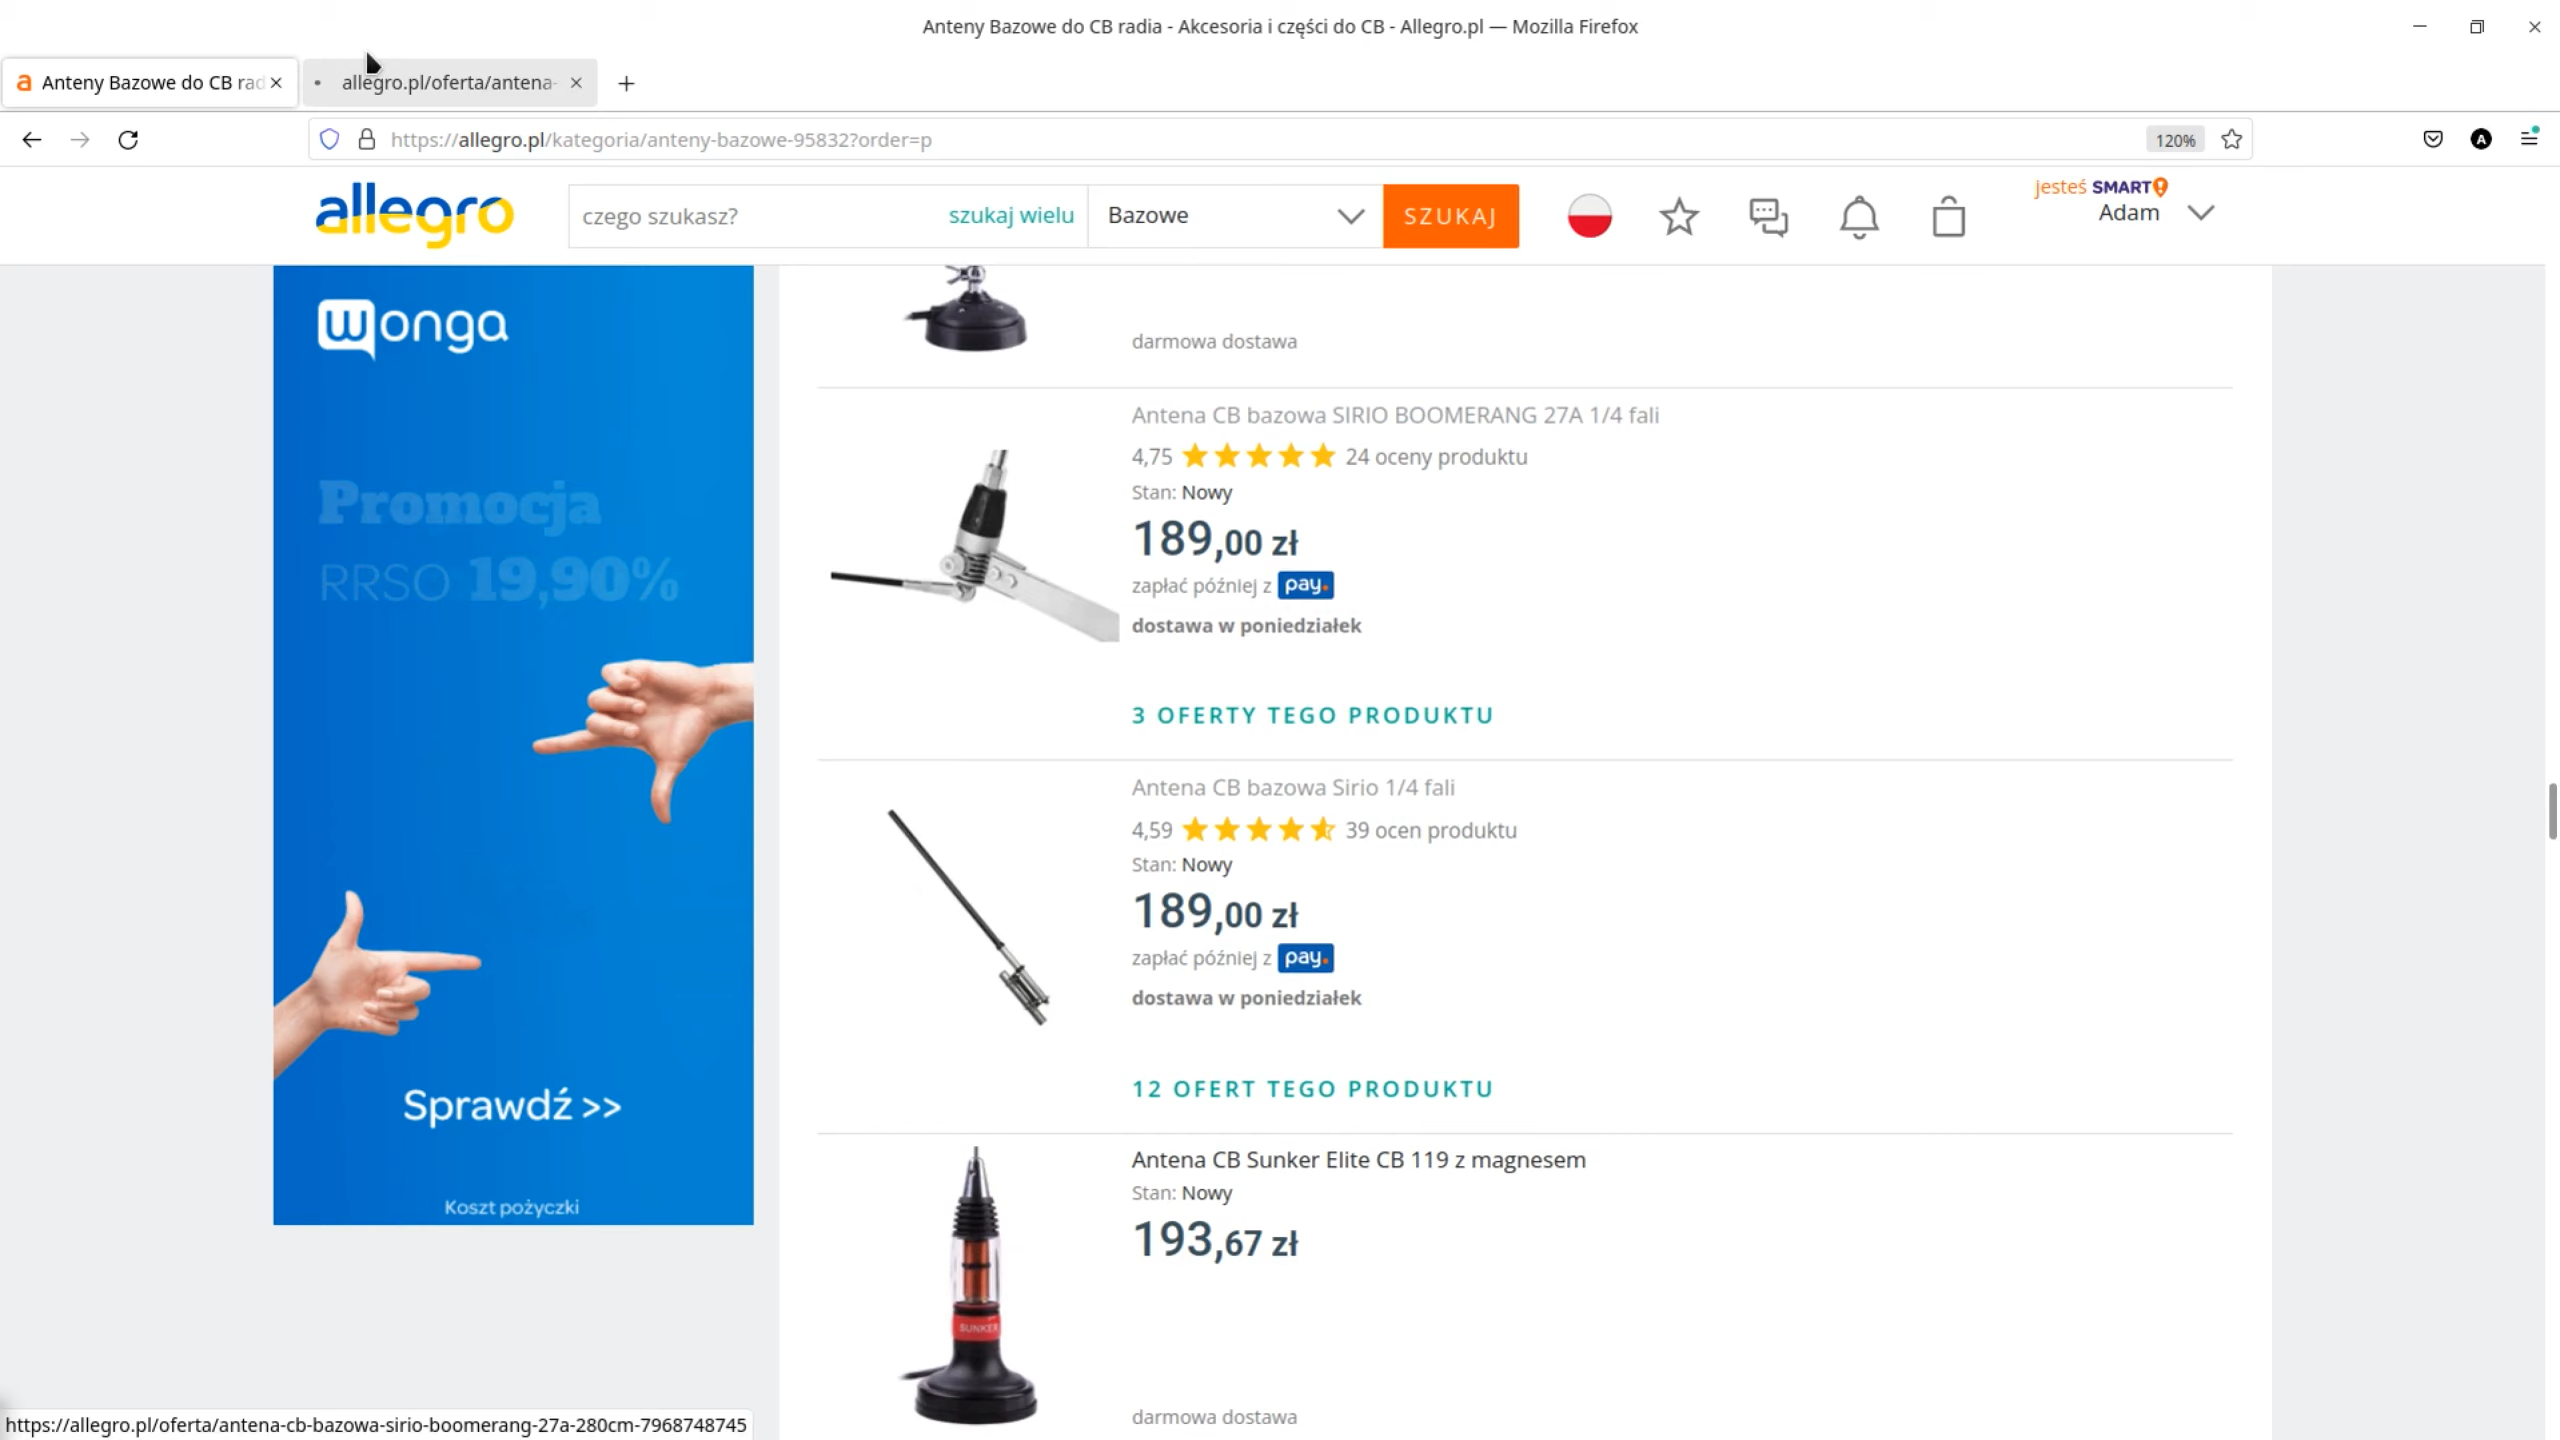 Anteny Bazowe do CB radia - Akcesoria i części do CB - Allegro.pl — Mozilla Firefox
a Anteny Bazowe do CB rad
allegro.pl/oferta/antena-
https://allegro.pl/kategoria/anteny-bazowe-95832?order=p
120%
A
allegro
czego szukasz?
szukaj wielu
Bazowe
SZUKAJ
jesteś SMART!
Adam
wonga
Promocja
RRSO 19,90%
Sprawdź >>
Koszt pożyczki
darmowa dostawa
Antena CB bazowa SIRIO BOOMERANG 27A 1/4 fali
4,75 24 oceny produktu
Stan: Nowy
189,00 zł
zapłać później z pay.
dostawa w poniedziałek
3 OFERTY TEGO PRODUKTU
Antena CB bazowa Sirio 1/4 fali
4,59 39 ocen produktu
Stan: Nowy
189,00 zł
zapłać później z pay.
dostawa w poniedziałek
12 OFERT TEGO PRODUKTU
SUNKER
Antena CB Sunker Elite CB 119 z magnesem
Stan: Nowy
193,67 zł
darmowa dostawa
https://allegro.pl/oferta/antena-cb-bazowa-sirio-boomerang-27a-280cm-7968748745